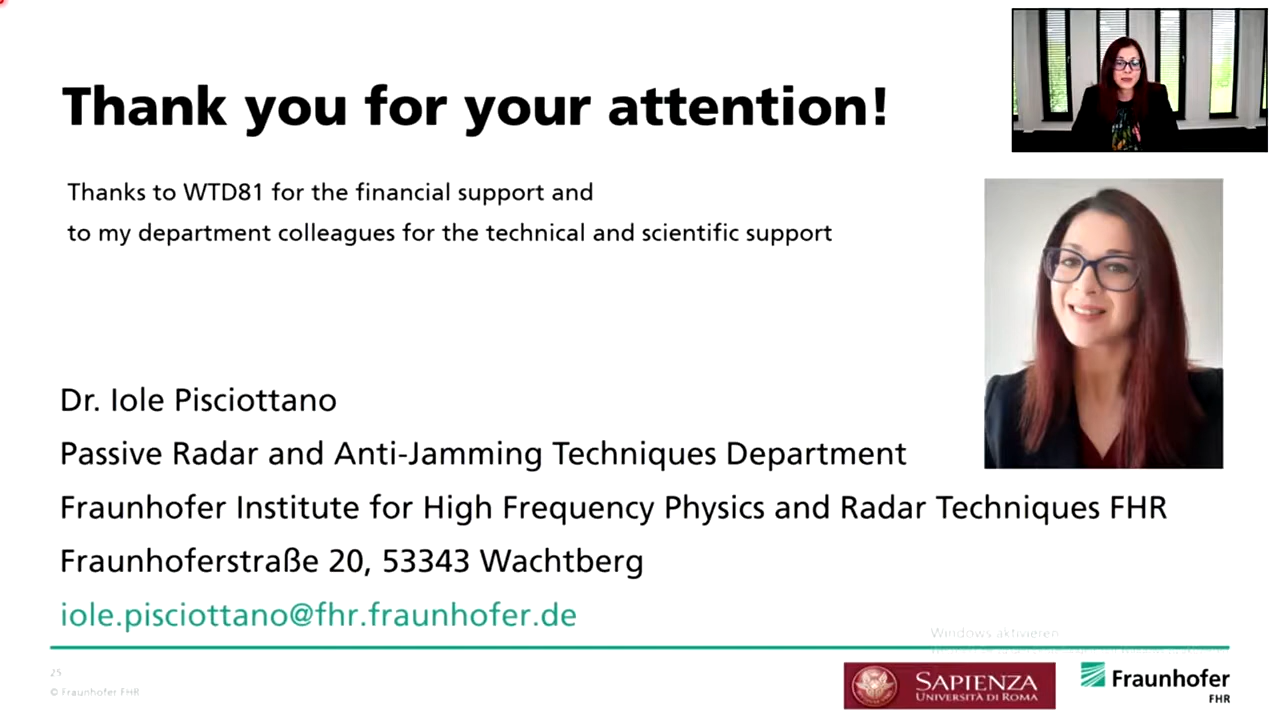 Thank you for your attention!
Thanks to WTD81 for the financial support and
to my department colleagues for the technical and scientific support
Dr. Iole Pisciottano
Passive Radar and Anti-Jamming Techniques Department
Fraunhofer Institute for High Frequency Physics and Radar Techniques FHR
Fraunhoferstraße 20, 53343 Wachtberg
iole.pisciottano@fhr.fraunhofer.de
Windows aktivieren
25
© Fraunhofer FHR
SAPIENZA
UNIVERSITÀ DI ROMA
Fraunhofer
FHR